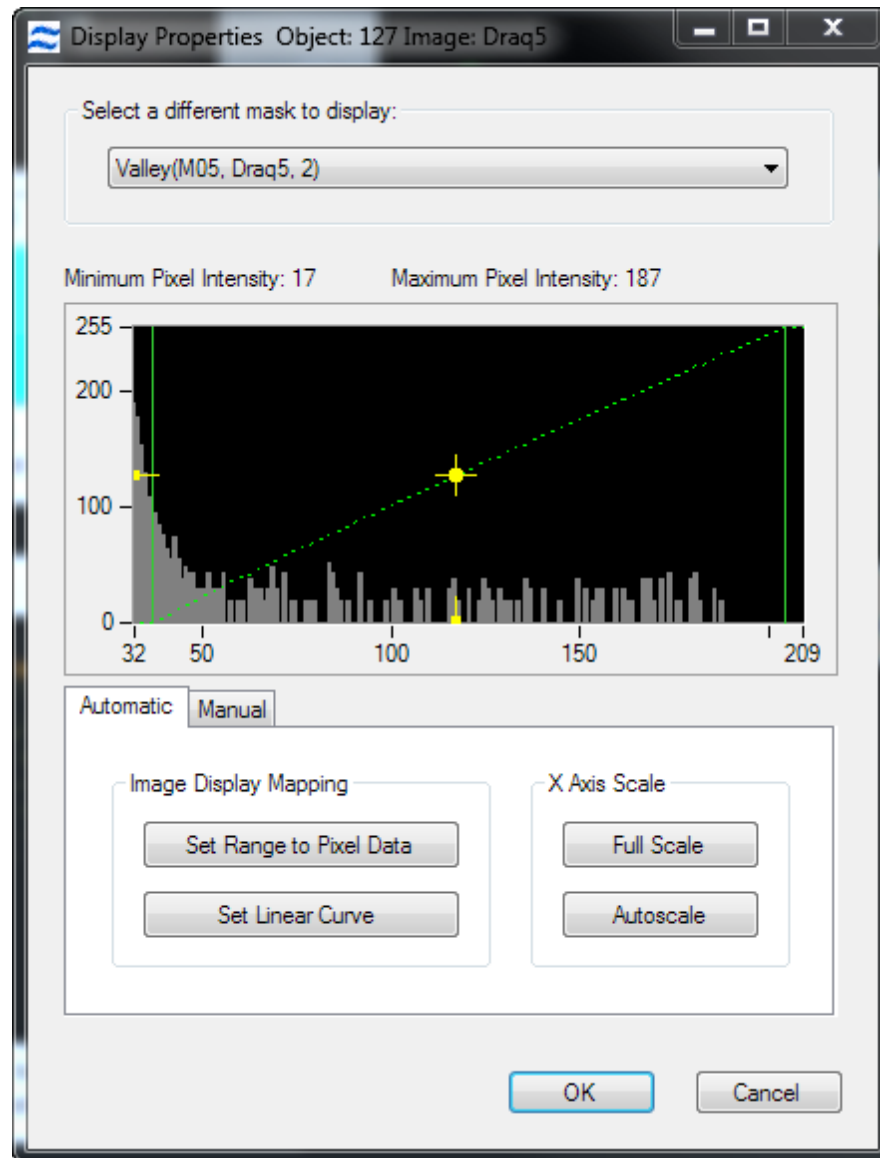 Display Properties  Object: 127 Image: Draq5
Select a different mask to display:
Valley(M05, Draq5, 2)
Minimum Pixel Intensity: 17 Maximum Pixel Intensity: 187
255
200
100
0
32 50 100 150 209
Automatic Manual
Image Display Mapping X Axis Scale
Set Range to Pixel Data Full Scale
Set Linear Curve Autoscale
OK Cancel